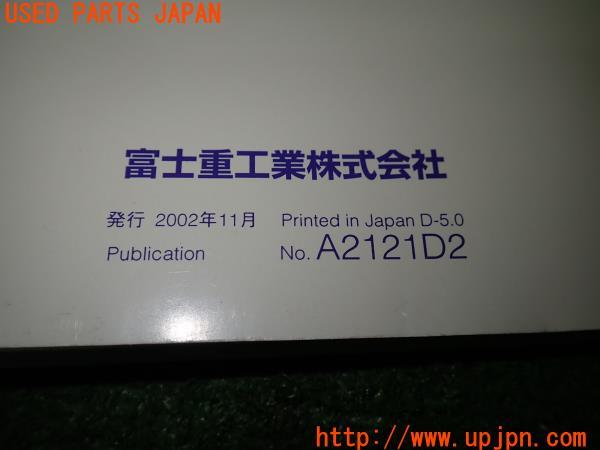 USED PARTS JAPAN
富士重工業株式会社
発行 2002年11月 Printed in Japan D-5.0
Publication No. A2121D2
http://www.upjpn.com